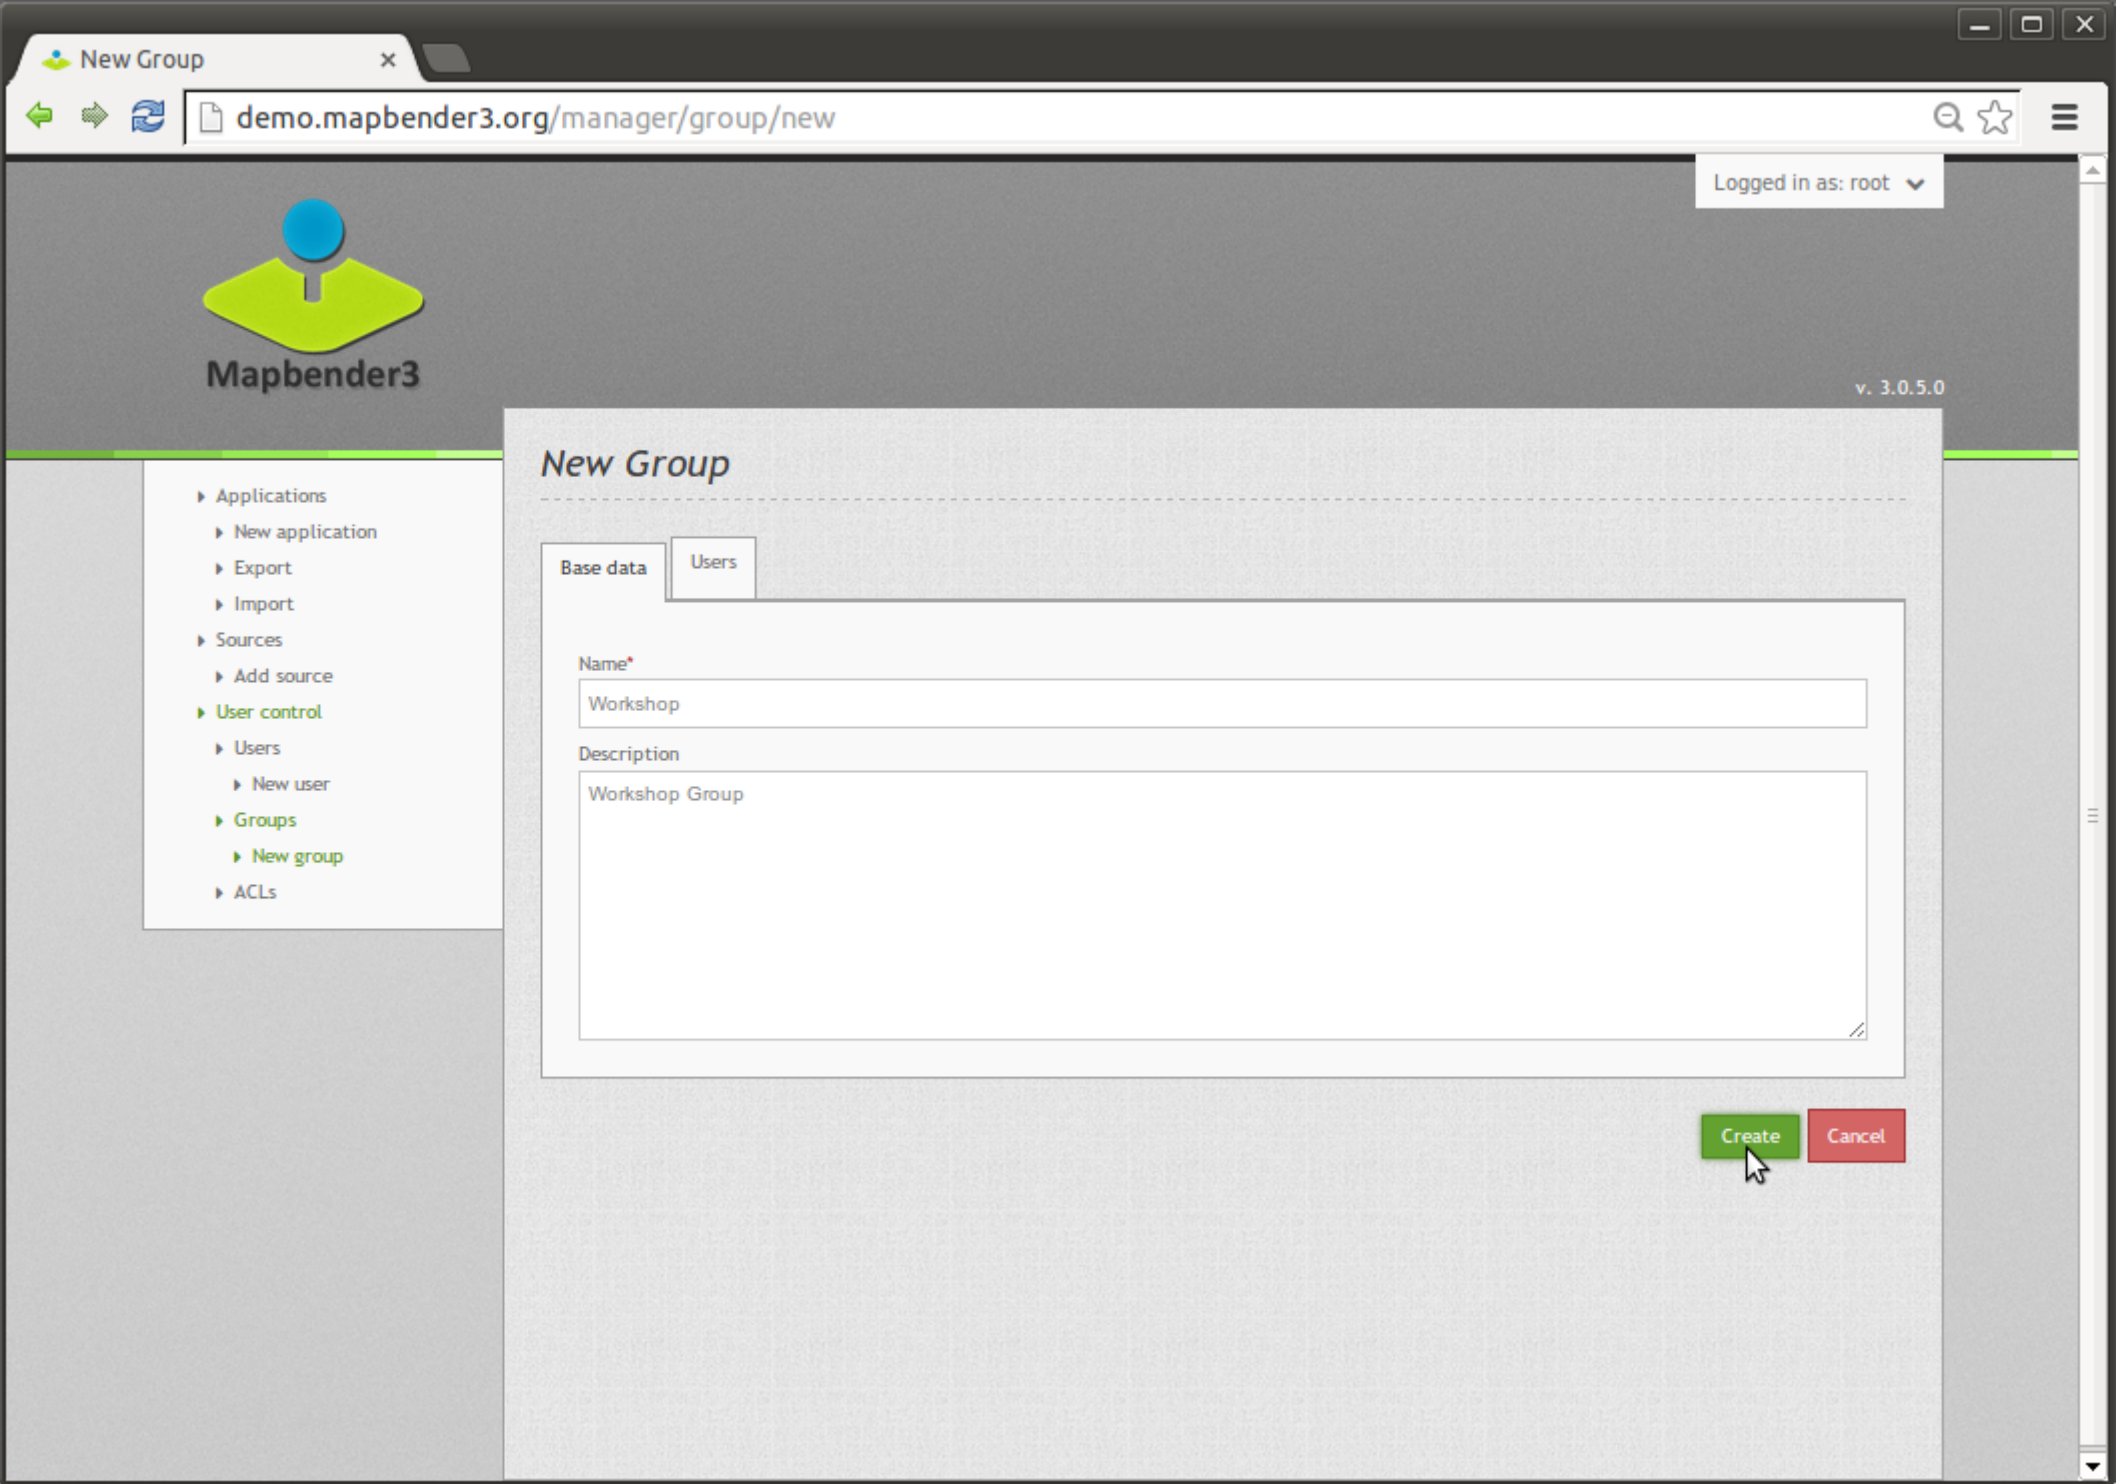 New Group
demo.mapbender3.org/manager/group/new
Logged in as: root
Mapbender3
v. 3.0.5.0
Applications
New application
Export
Import
Sources
Add source
User control
Users
New user
Groups
New group
ACLs
New Group
Base data
Users
Name*
Workshop
Description
Workshop Group
Create
Cancel